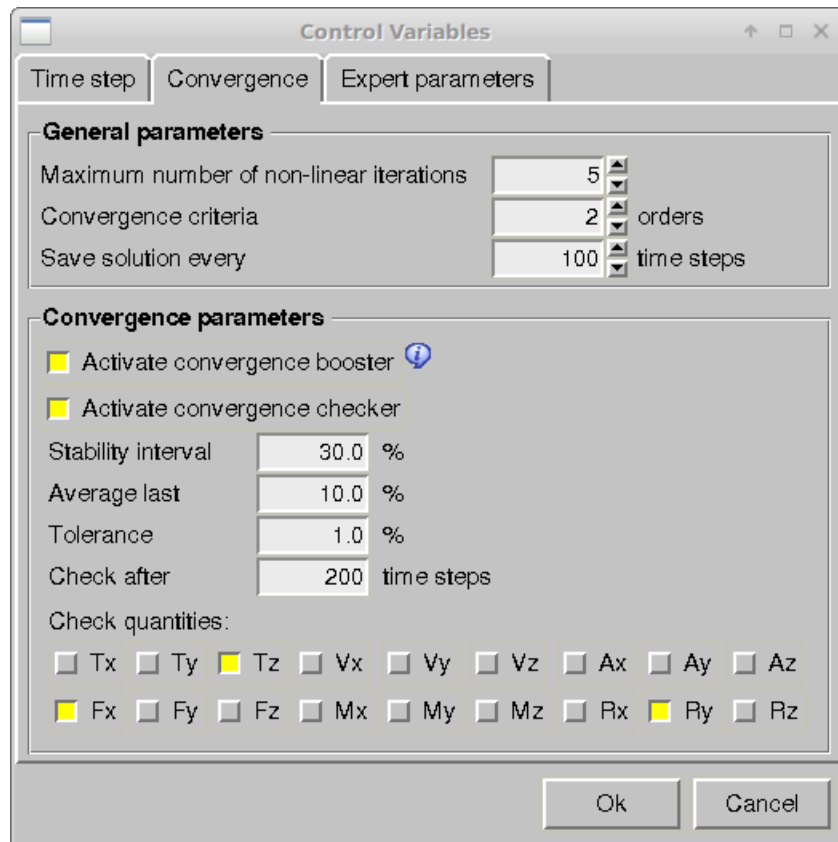 Control Variables
Time step Convergence Expert parameters
General parameters
Maximum number of non-linear iterations 5
Convergence criteria 2 orders
Save solution every 100 time steps
Convergence parameters
Activate convergence booster i
Activate convergence checker
Stability interval 30.0 %
Average last 10.0 %
Tolerance 1.0 %
Check after 200 time steps
Check quantities:
Tx Ty Tz Vx Vy Vz Ax Ay Az
Fx Fy Fz Mx My Mz Rx Ry Rz
Ok Cancel